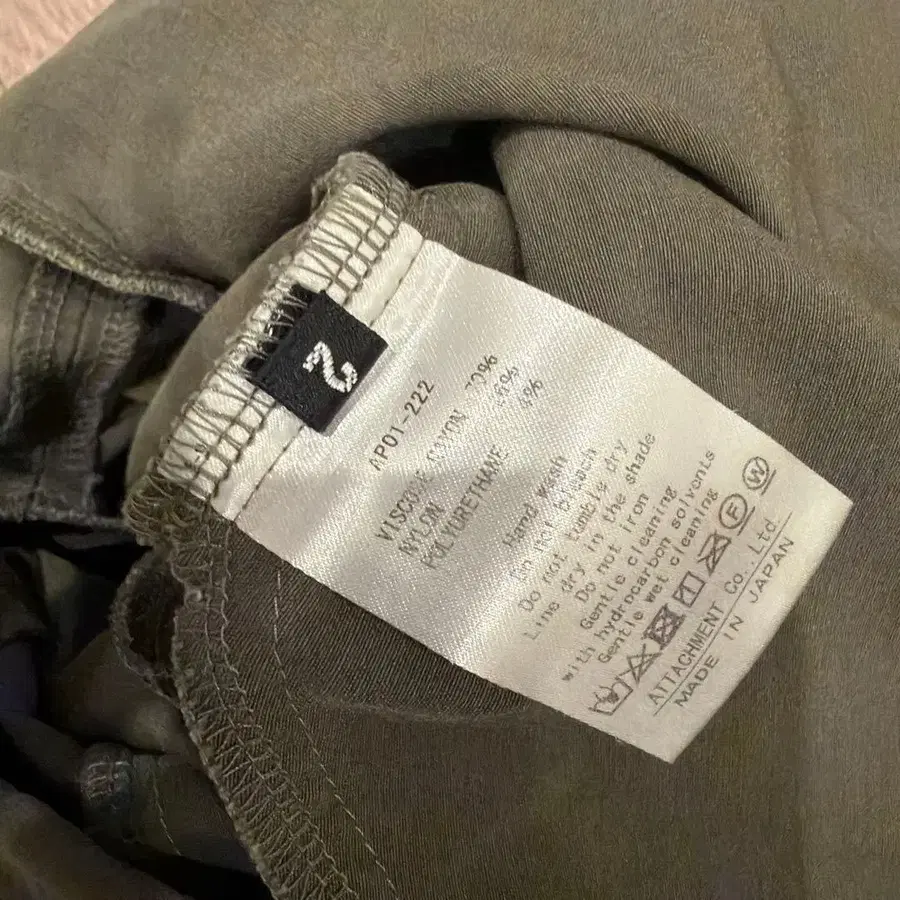 2
AP01-222
VISCOSE RAYON 70%
NYLON 26%
POLYURETHANE 4%
Hand wash
Do not bleach
Do not tumble dry
Line dry in the shade
Do not iron
Gentle cleaning
with hydrocarbon solvents
Gentle wet cleaning
F W
ATTACHMENT Co., Ltd.
MADE IN JAPAN